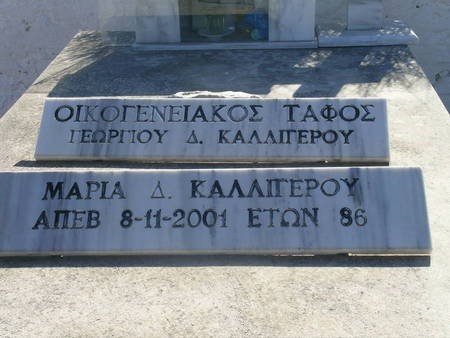 ΟΙΚΟΓΕΝΕΙΑΚΟΣ ΤΑΦΟΣ
ΓΕΩΡΓΙΟΥ Δ. ΚΑΛΛΙΓΕΡΟΥ
ΜΑΡΙΑ Δ. ΚΑΛΛΙΓΕΡΟΥ
ΑΠΕΒ 8-11-2001 ΕΤΩΝ 86